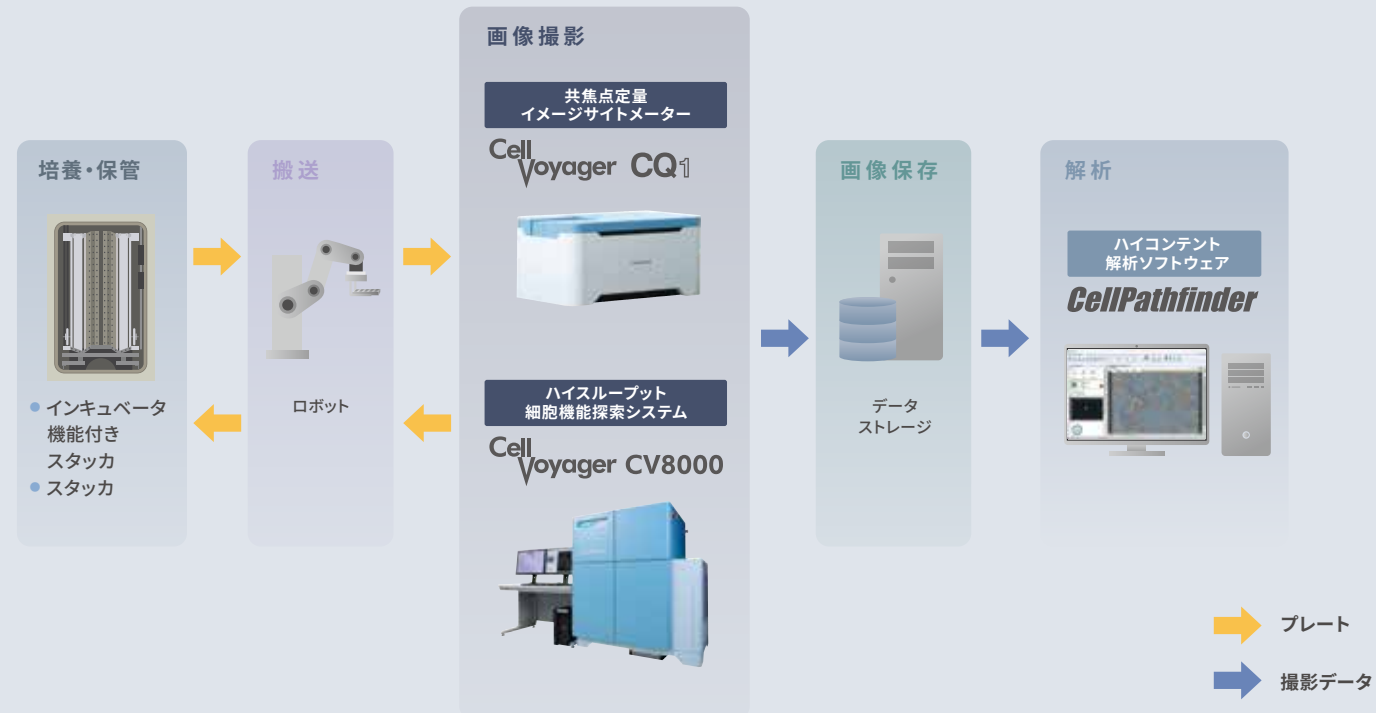 培養・保管
インキュベータ
機能付き
スタッカ
スタッカ
搬送
ロボット
画像撮影
共焦点定量
イメージサイトメーター
Cell
Voyager CQ1
ハイスループット
細胞機能探索システム
Cell
Voyager CV8000
画像保存
データ
ストレージ
解析
ハイコンテント
解析ソフトウェア
CellPathfinder
プレート
撮影データ